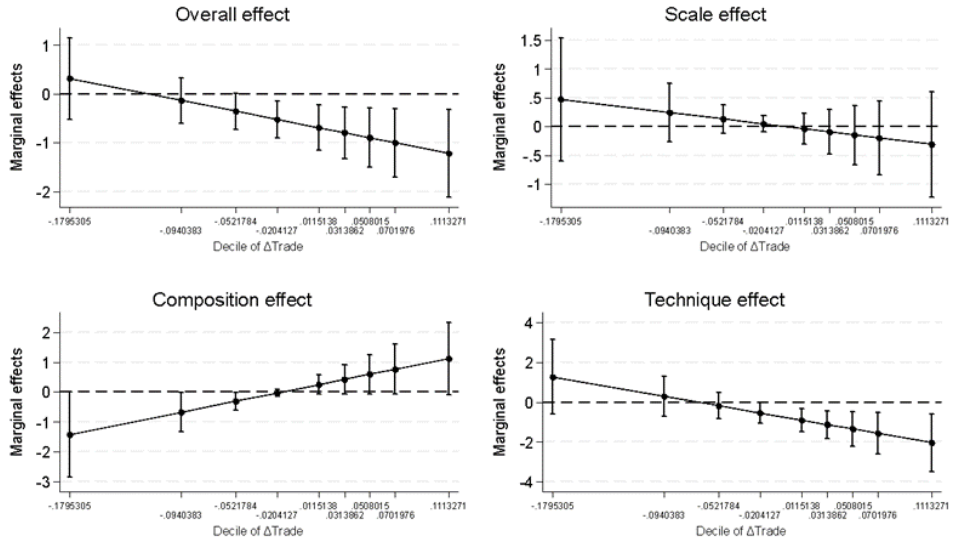 Overall effect
Marginal effects
1
0
-1
-2
-.1795305 -.0521784 .0115138 .0508015 .1113271
-.0940383 -.0204127 .0313862 .0701976
Decile of ΔTrade
Scale effect
Marginal effects
1.5
1
.5
0
-.5
-1
-.1795305 -.0521784 .0115138 .0508015 .1113271
-.0940383 -.0204127 .0313862 .0701976
Decile of ΔTrade
Composition effect
Marginal effects
2
1
0
-1
-2
-3
-.1795305 -.0521784 .0115138 .0508015 .1113271
-.0940383 -.0204127 .0313862 .0701976
Decile of ΔTrade
Technique effect
Marginal effects
4
2
0
-2
-4
-.1795305 -.0521784 .0115138 .0508015 .1113271
-.0940383 -.0204127 .0313862 .0701976
Decile of ΔTrade